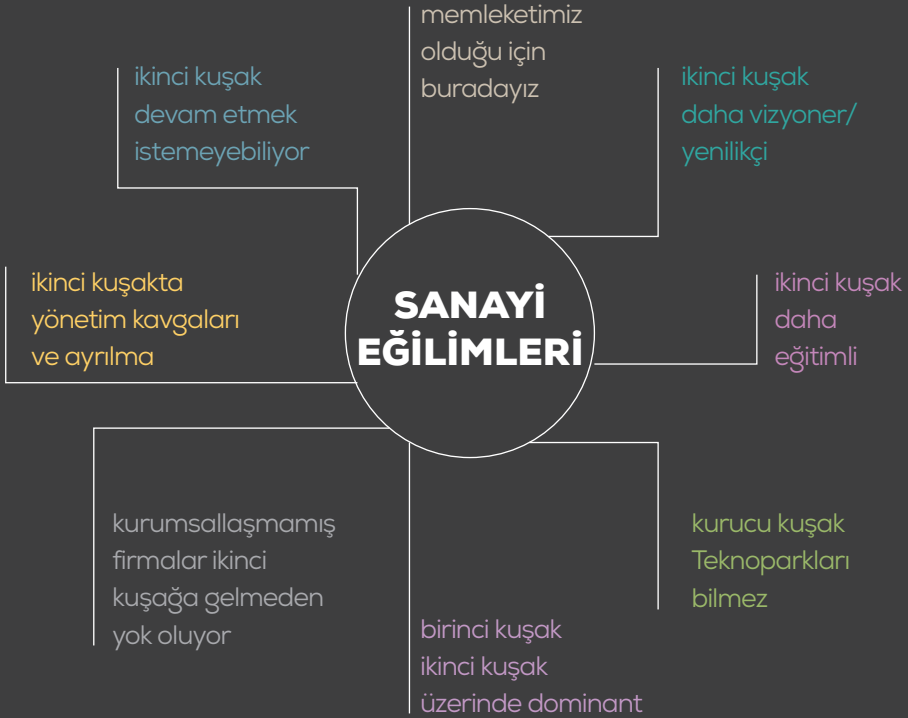 memleketimiz
olduğu için
buradayız
ikinci kuşak
devam etmek
istemeyebiliyor
ikinci kuşak
daha vizyoner/
yenilikçi
ikinci kuşakta
yönetim kavgaları
ve ayrılma
SANAYİ
EĞİLİMLERİ
ikinci kuşak
daha
eğitimli
kurumsallaşmamış
firmalar ikinci
kuşağa gelmeden
yok oluyor
kurucu kuşak
Teknoparkları
bilmez
birinci kuşak
ikinci kuşak
üzerinde dominant